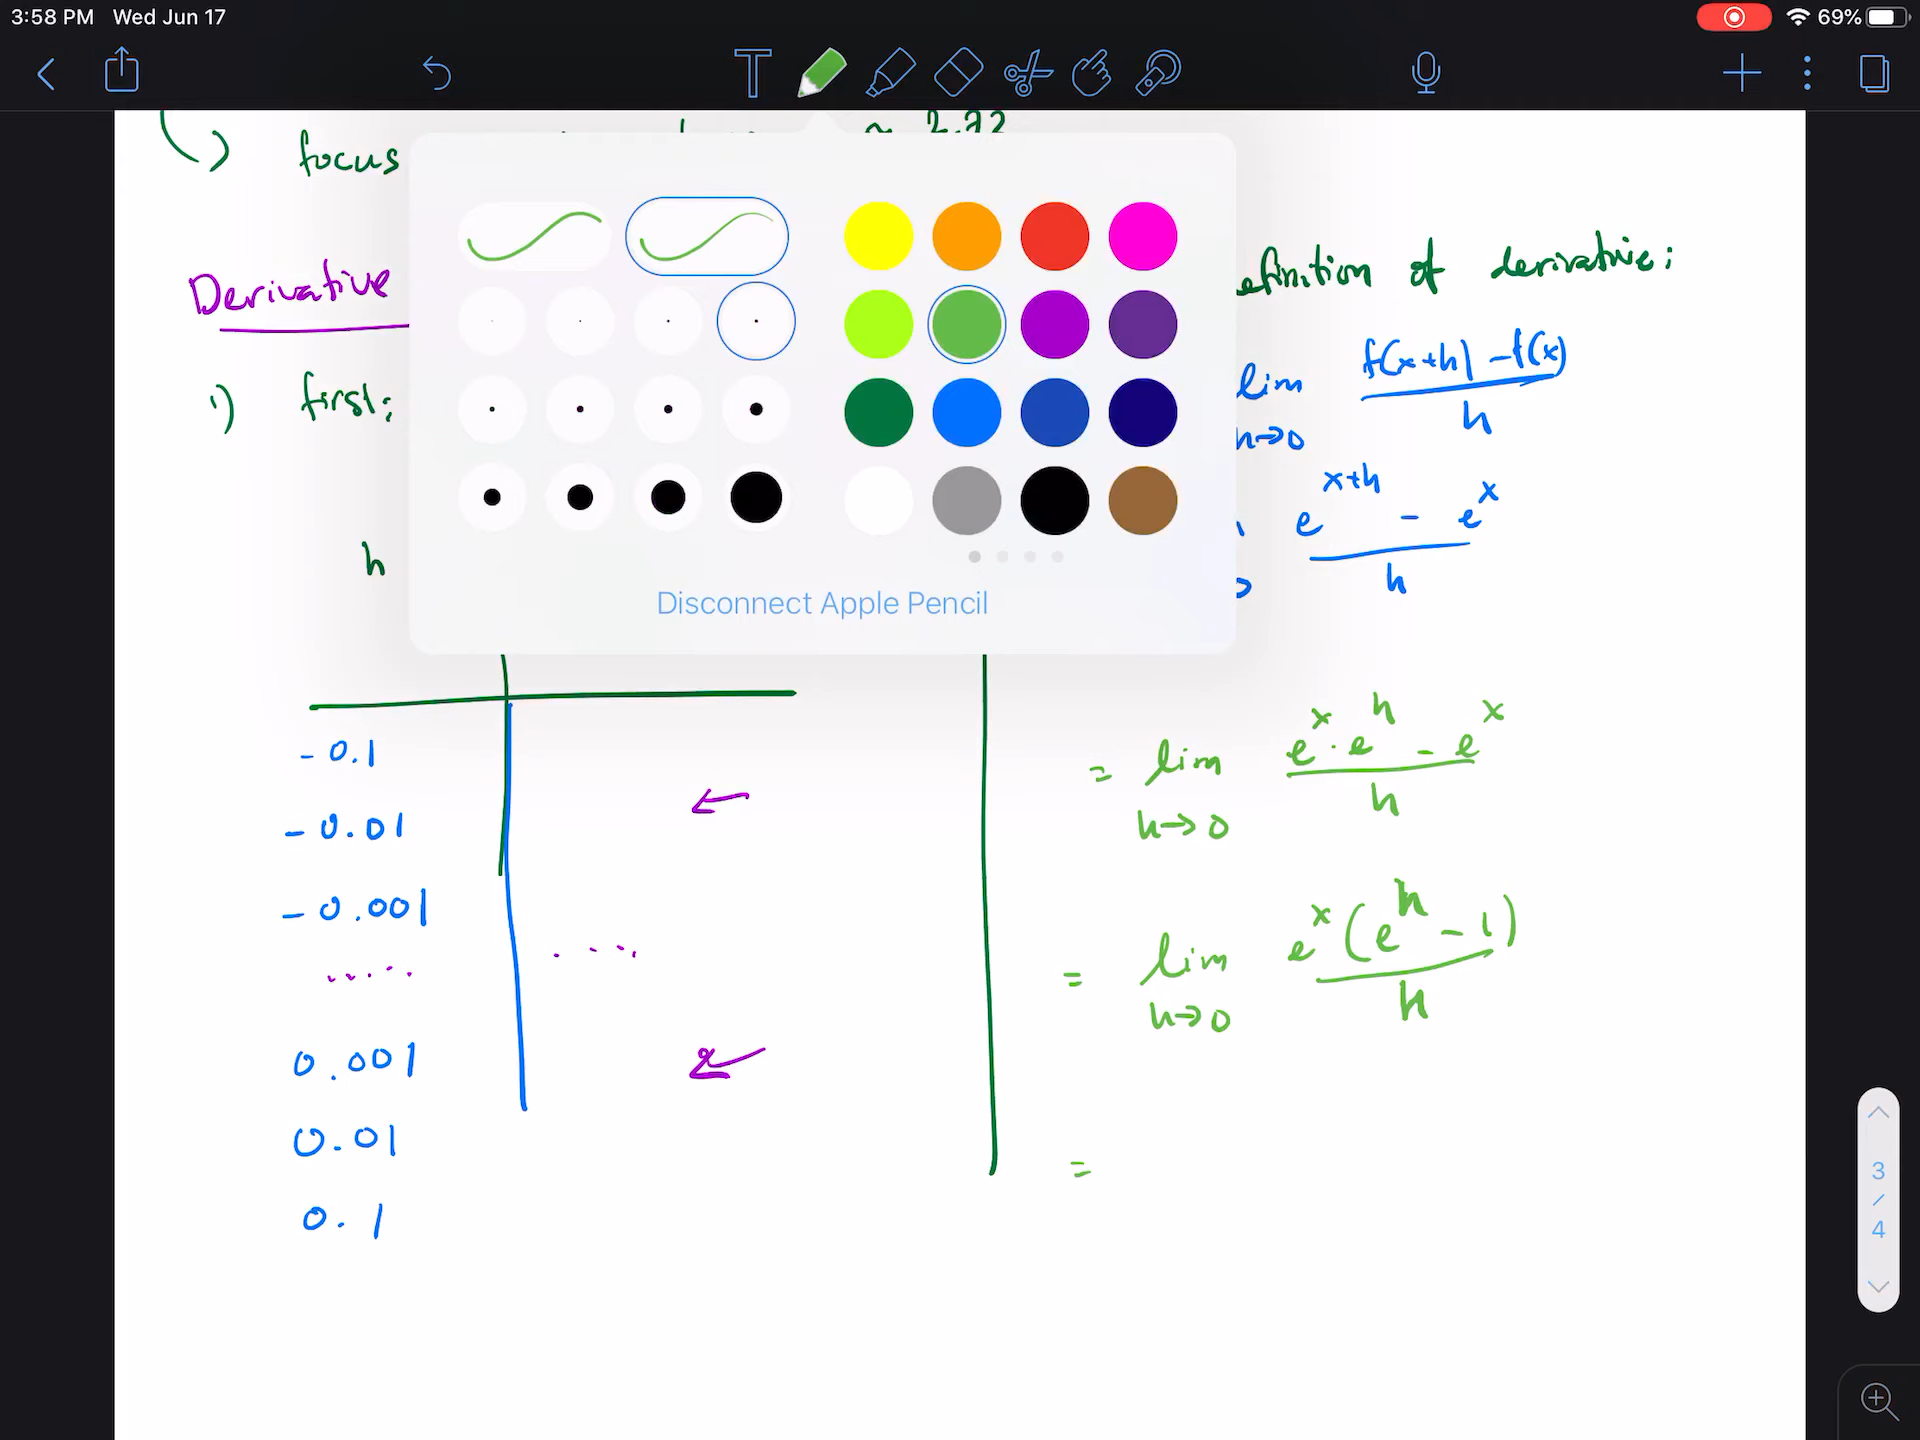 3:58 PM Wed Jun 17
69%
T
≈ 2.72
focus
Derivative
efinition of derivative:
1) first:
lim f(x+h) - f(x) / h
h→0
e^(x+h) - e^x / h
h
Disconnect Apple Pencil
-0.1
-0.01
-0.001
.....
0.001
0.01
0.1
....
= lim e^x · e^h - e^x / h
h→0
= lim e^x (e^h - 1) / h
h→0
=
3
/
4